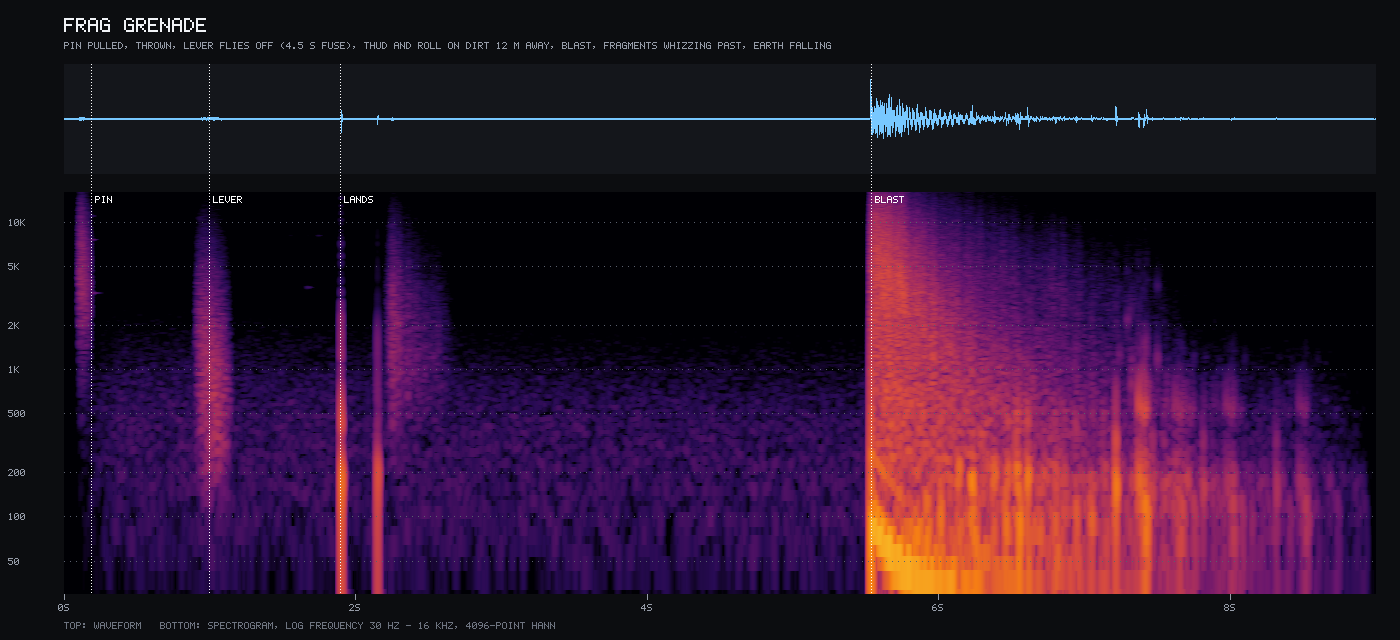 FRAG GRENADE
PIN PULLED, THROWN, LEVER FLIES OFF (4.5 S FUSE), THUD AND ROLL ON DIRT 12 M AWAY, BLAST, FRAGMENTS WHIZZING PAST, EARTH FALLING
PIN LEVER LANDS BLAST
10K
5K
2K
1K
500
200
100
50
0S 2S 4S 6S 8S
TOP: WAVEFORM BOTTOM: SPECTROGRAM, LOG FREQUENCY 30 HZ - 16 KHZ, 4096-POINT HANN